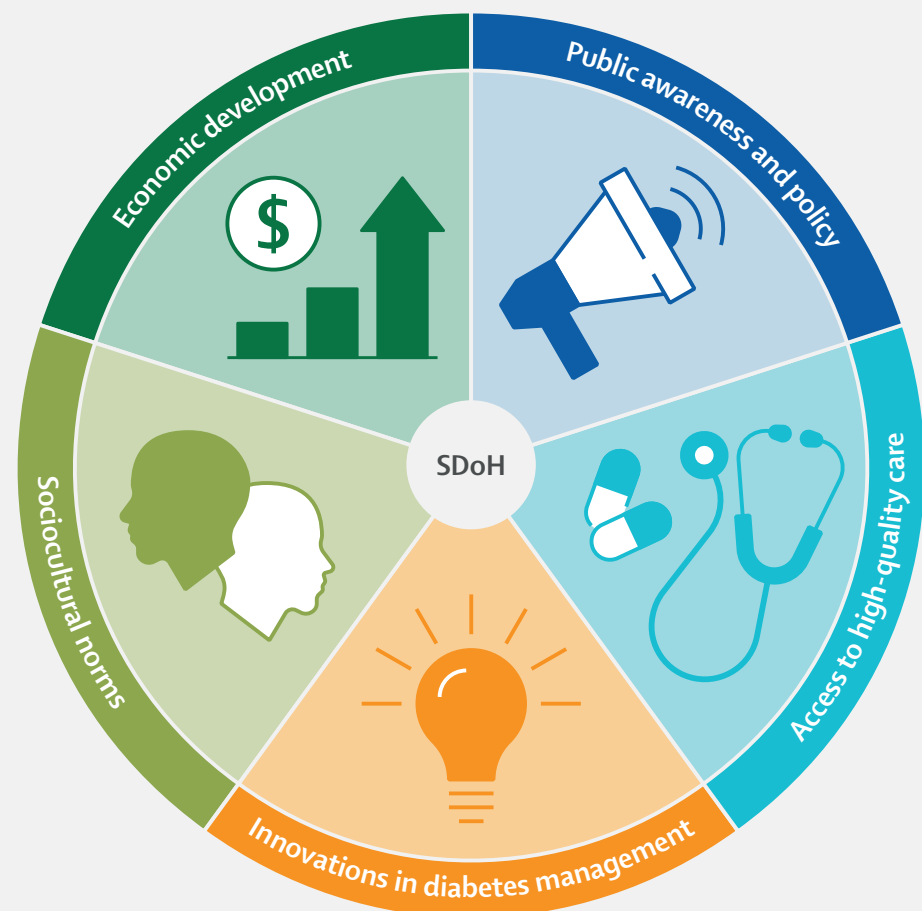 Economic development
Public awareness and policy
$
SDoH
Sociocultural norms
Access to high-quality care
Innovations in diabetes management